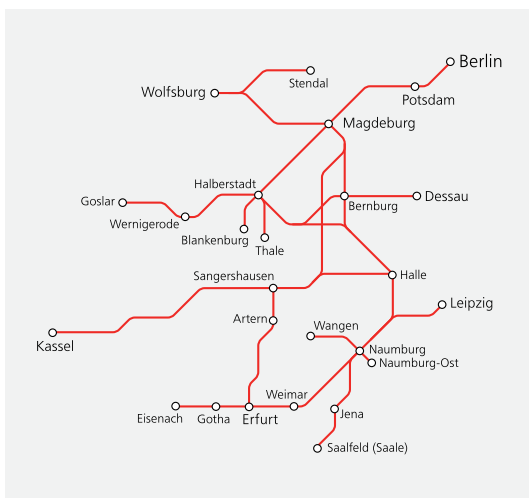 Berlin
Stendal
Wolfsburg
Potsdam
Magdeburg
Halberstadt
Goslar
Dessau
Bernburg
Wernigerode
Blankenburg
Thale
Sangershausen
Halle
Leipzig
Artern
Wangen
Kassel
Naumburg
Naumburg-Ost
Weimar
Eisenach
Gotha
Erfurt
Jena
Saalfeld (Saale)